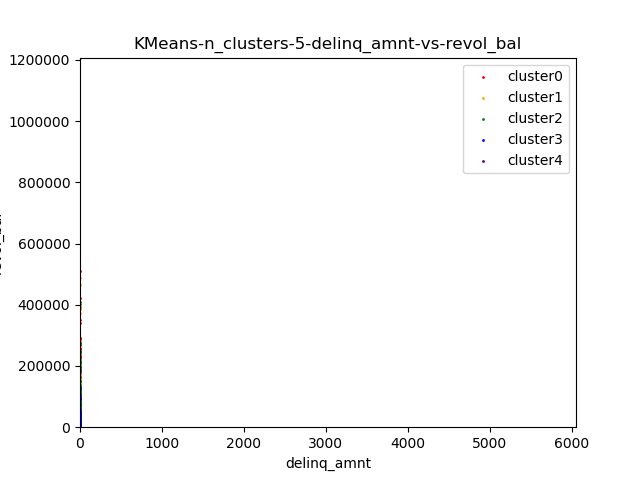 KMeans-n_clusters-5-delinq_amnt-vs-revol_bal
1200000
1000000
800000
600000
400000
200000
0
cluster0
cluster1
cluster2
cluster3
cluster4
0 1000 2000 3000 4000 5000 6000
delinq_amnt